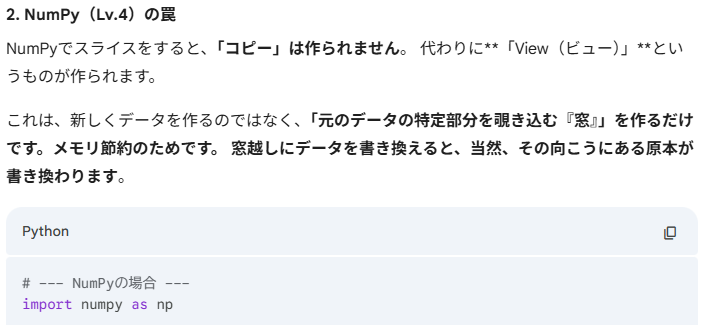 2. NumPy（Lv.4）の罠
NumPyでスライスをすると、「コピー」は作られません。 代わりに**「View（ビュー）」**とい
うものが作られます。
これは、新しくデータを作るのではなく、「元のデータの特定部分を覗き込む『窓』」を作るだけ
です。メモリ節約のためです。 窓越しにデータを書き換えると、当然、その向こうにある原本が
書き換わります。
Python
# --- NumPyの場合 ---
import numpy as np